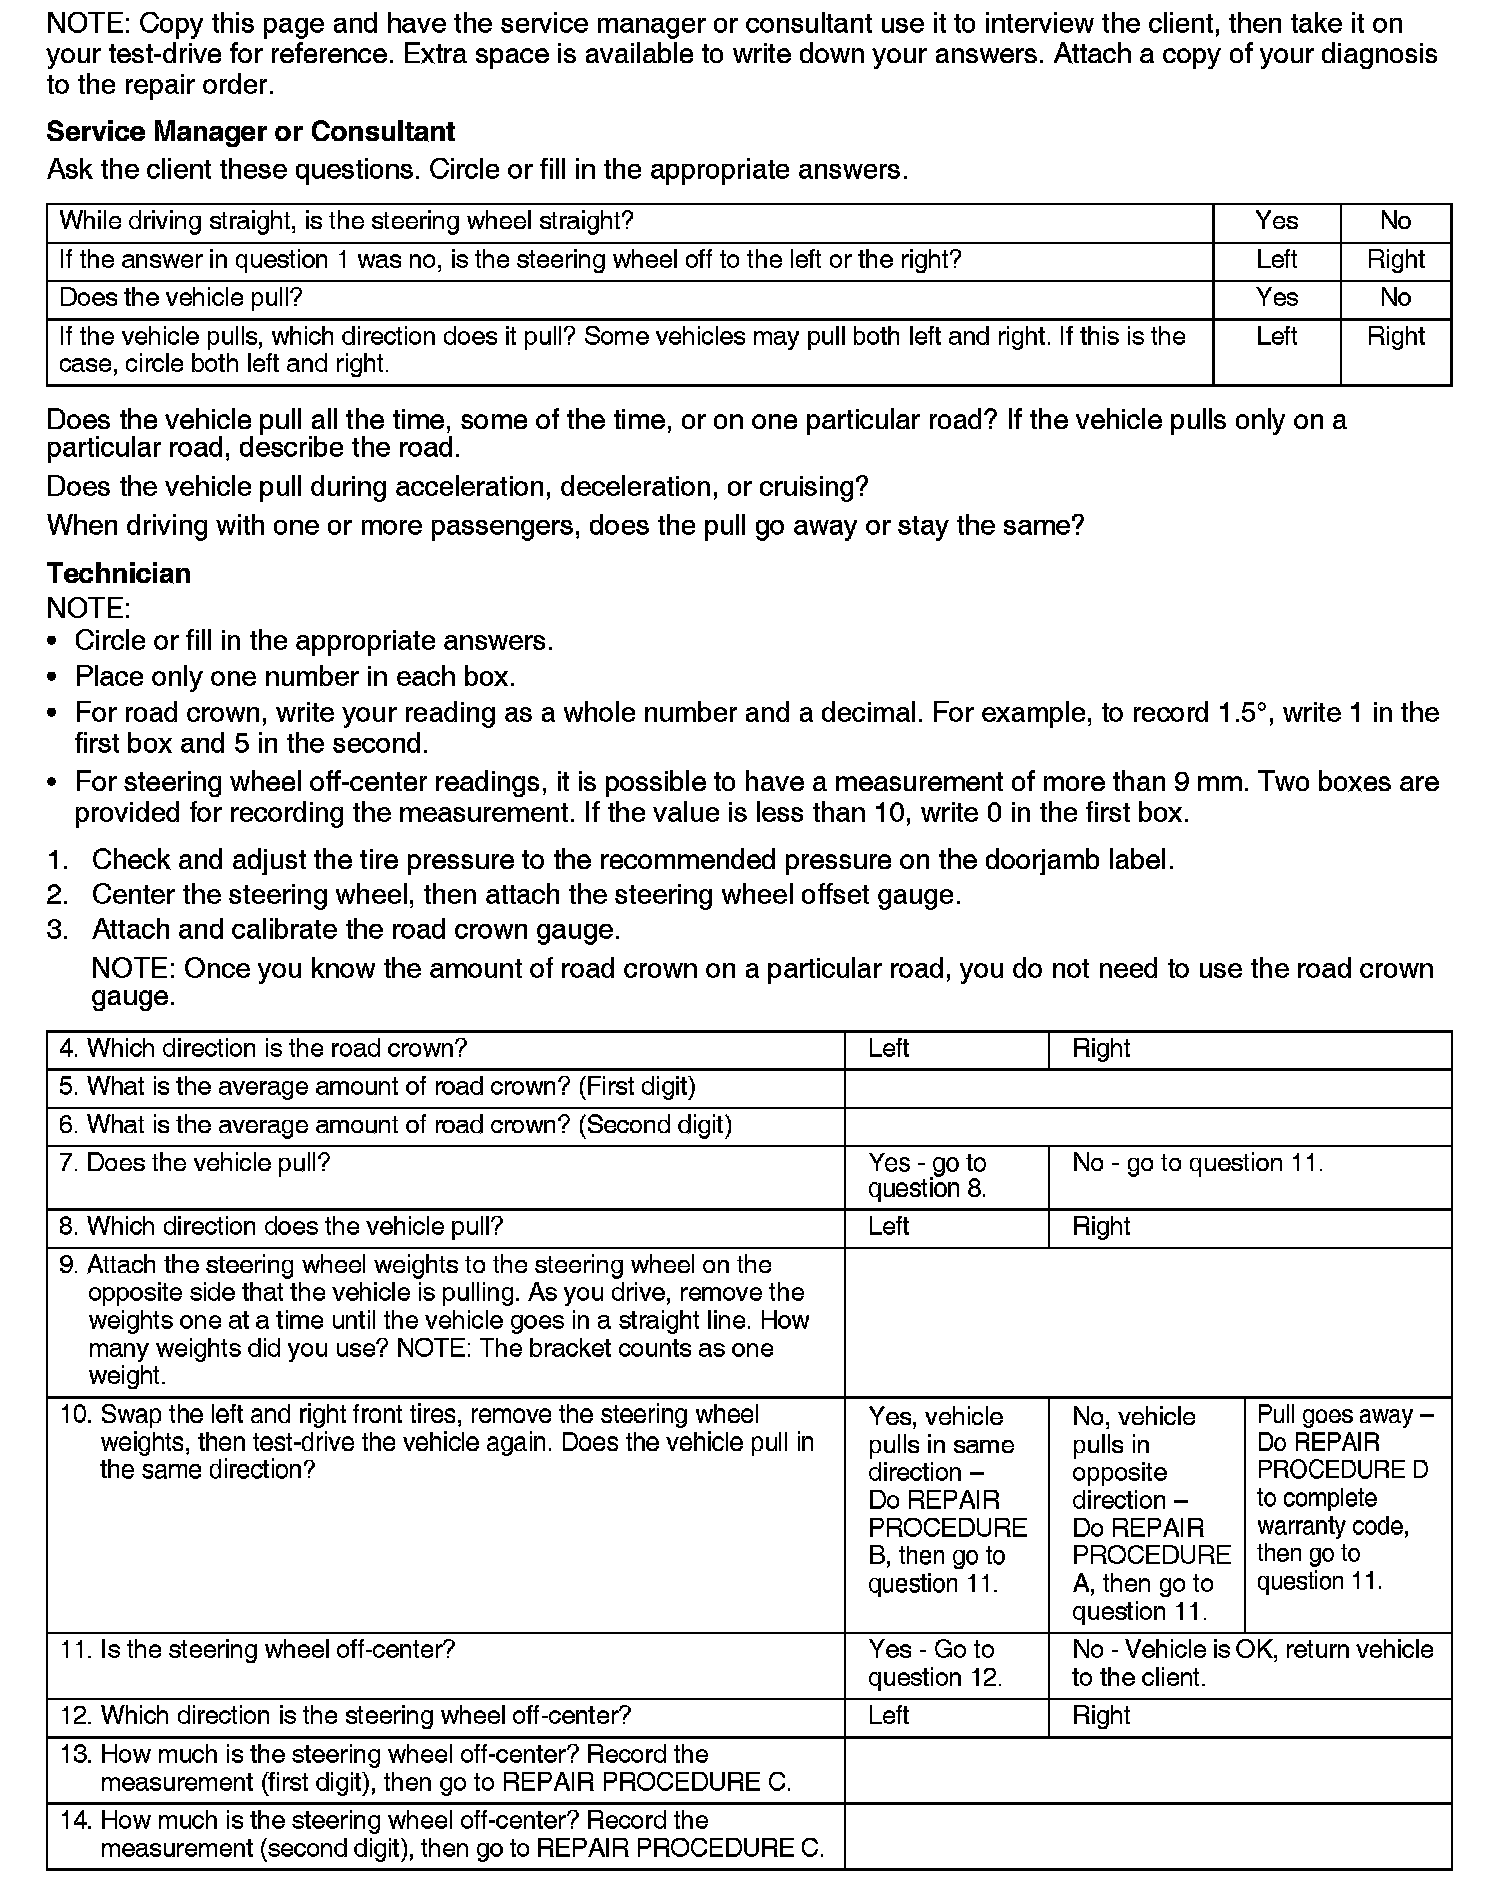 NOTE: Copy this page and have the service manager or consultant use it to interview the client, then take it on
your test-drive for reference. Extra space is available to write down your answers. Attach a copy of your diagnosis
to the repair order.
Service Manager or Consultant
Ask the client these questions. Circle or fill in the appropriate answers.
While driving straight, is the steering wheel straight? Yes No
If the answer in question 1 was no, is the steering wheel off to the left or the right? Left Right
Does the vehicle pull? Yes No
If the vehicle pulls, which direction does it pull? Some vehicles may pull both left and right. If this is the Left Right
case, circle both left and right.
Does the vehicle pull all the time, some of the time, or on one particular road? If the vehicle pulls only on a
particular road, describe the road.
Does the vehicle pull during acceleration, deceleration, or cruising?
When driving with one or more passengers, does the pull go away or stay the same?
Technician
NOTE:
• Circle or fill in the appropriate answers.
• Place only one number in each box.
• For road crown, write your reading as a whole number and a decimal. For example, to record 1.5°, write 1 in the
first box and 5 in the second.
• For steering wheel off-center readings, it is possible to have a measurement of more than 9 mm. Two boxes are
provided for recording the measurement. If the value is less than 10, write 0 in the first box.
1. Check and adjust the tire pressure to the recommended pressure on the doorjamb label.
2. Center the steering wheel, then attach the steering wheel offset gauge.
3. Attach and calibrate the road crown gauge.
NOTE: Once you know the amount of road crown on a particular road, you do not need to use the road crown
gauge.
4. Which direction is the road crown? Left Right
5. What is the average amount of road crown? (First digit)
6. What is the average amount of road crown? (Second digit)
7. Does the vehicle pull?
Yes - go to
question 8.
No - go to question 11.
8. Which direction does the vehicle pull? Left Right
9. Attach the steering wheel weights to the steering wheel on the
opposite side that the vehicle is pulling. As you drive, remove the
weights one at a time until the vehicle goes in a straight line. How
many weights did you use? NOTE: The bracket counts as one
weight.
10. Swap the left and right front tires, remove the steering wheel
weights, then test-drive the vehicle again. Does the vehicle pull in
the same direction?
Yes, vehicle
pulls in same
direction –
Do REPAIR
PROCEDURE
B, then go to
question 11.
No, vehicle
pulls in
opposite
direction –
Do REPAIR
PROCEDURE
A, then go to
question 11.
Pull goes away –
Do REPAIR
PROCEDURE D
to complete
warranty code,
then go to
question 11.
11. Is the steering wheel off-center?
Yes - Go to
question 12.
No - Vehicle is OK, return vehicle
to the client.
12. Which direction is the steering wheel off-center? Left Right
13. How much is the steering wheel off-center? Record the
measurement (first digit), then go to REPAIR PROCEDURE C.
14. How much is the steering wheel off-center? Record the
measurement (second digit), then go to REPAIR PROCEDURE C.